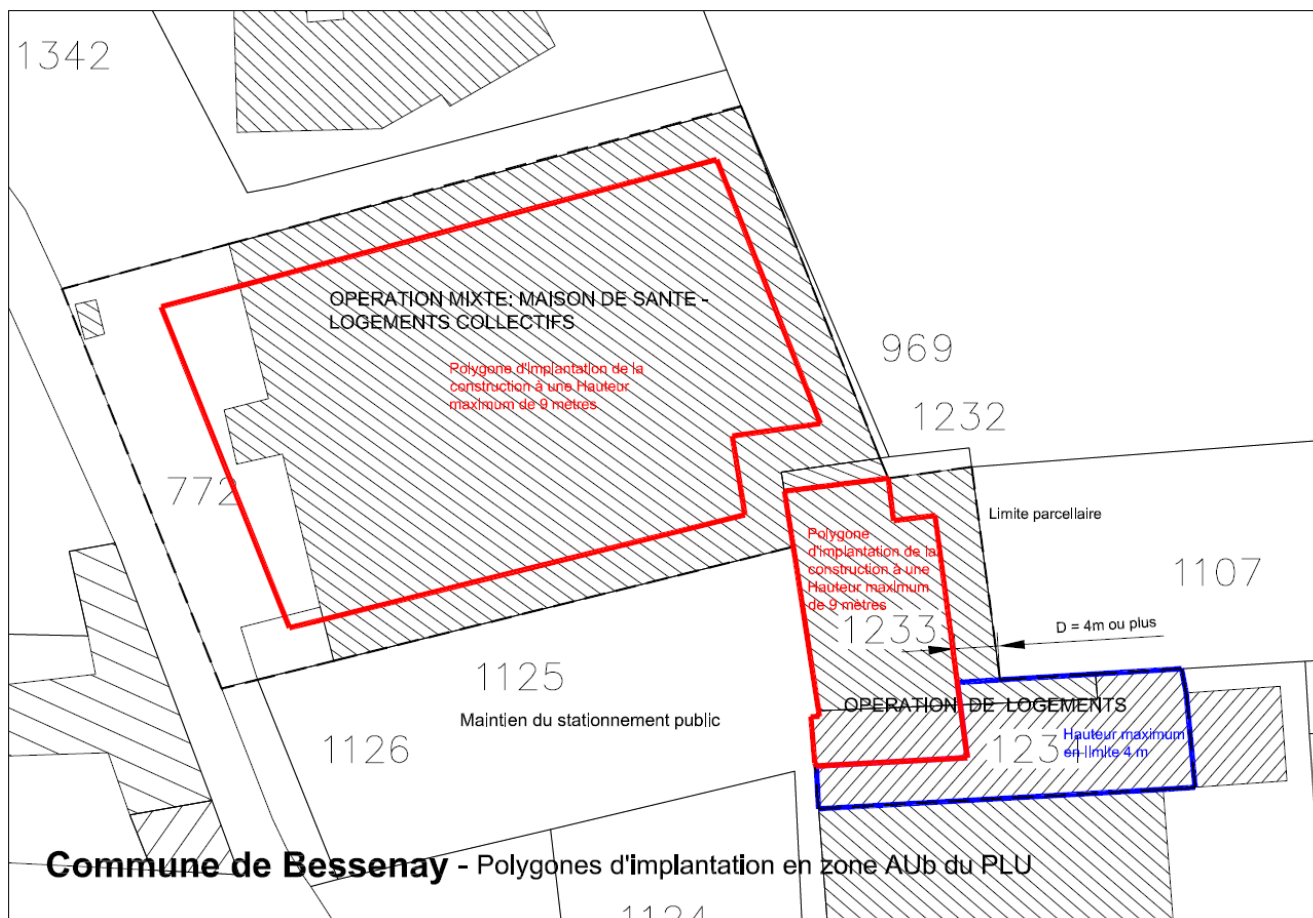 1342
OPERATION MIXTE: MAISON DE SANTE -
LOGEMENTS COLLECTIFS
Polygone d'implantation de la
construction à une Hauteur
maximum de 9 mètres
969
1232
772
Limite parcellaire
Polygone
d'implantation de la
construction à une
Hauteur maximum
de 9 mètres
1107
1233
D = 4m ou plus
1125
Maintien du stationnement public
OPERATION DE LOGEMENTS
1126
Hauteur maximum
en limite 4 m
Commune de Bessenay - Polygones d'implantation en zone AUb du PLU